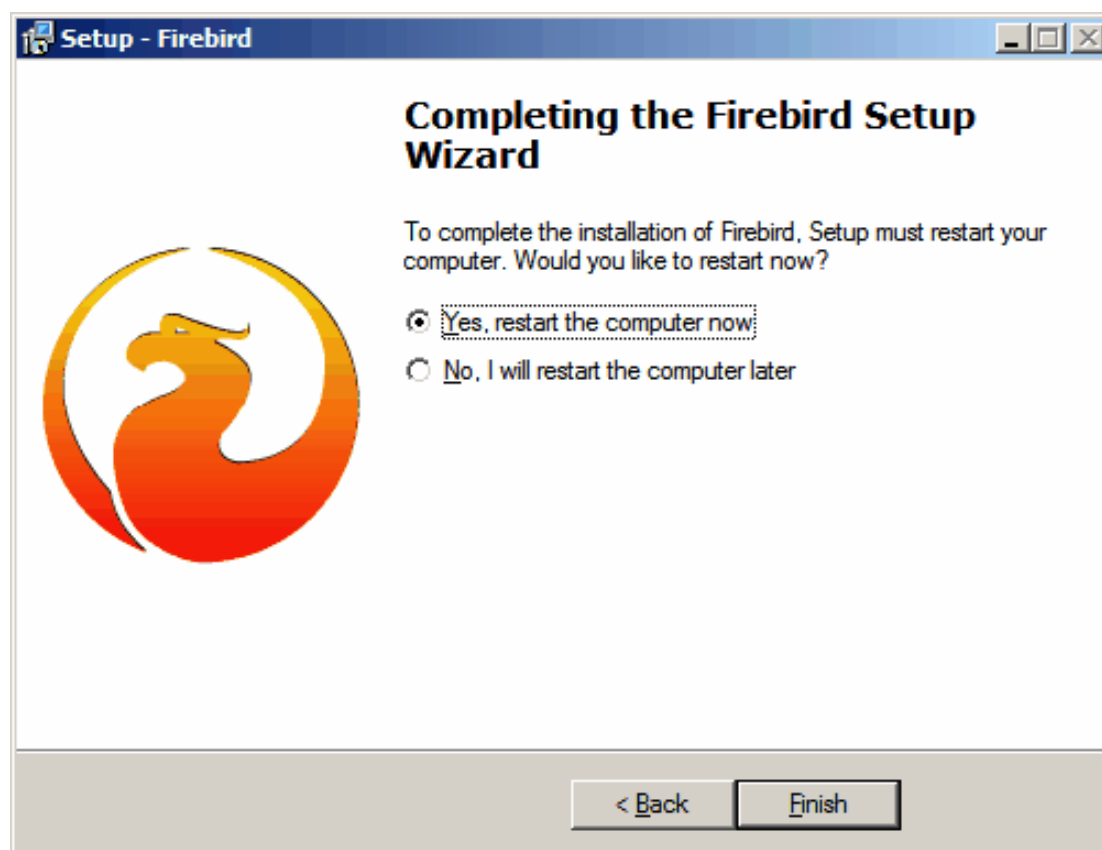 Setup - Firebird
Completing the Firebird Setup
Wizard
To complete the installation of Firebird, Setup must restart your
computer. Would you like to restart now?
Yes, restart the computer now
No, I will restart the computer later
< Back
Finish